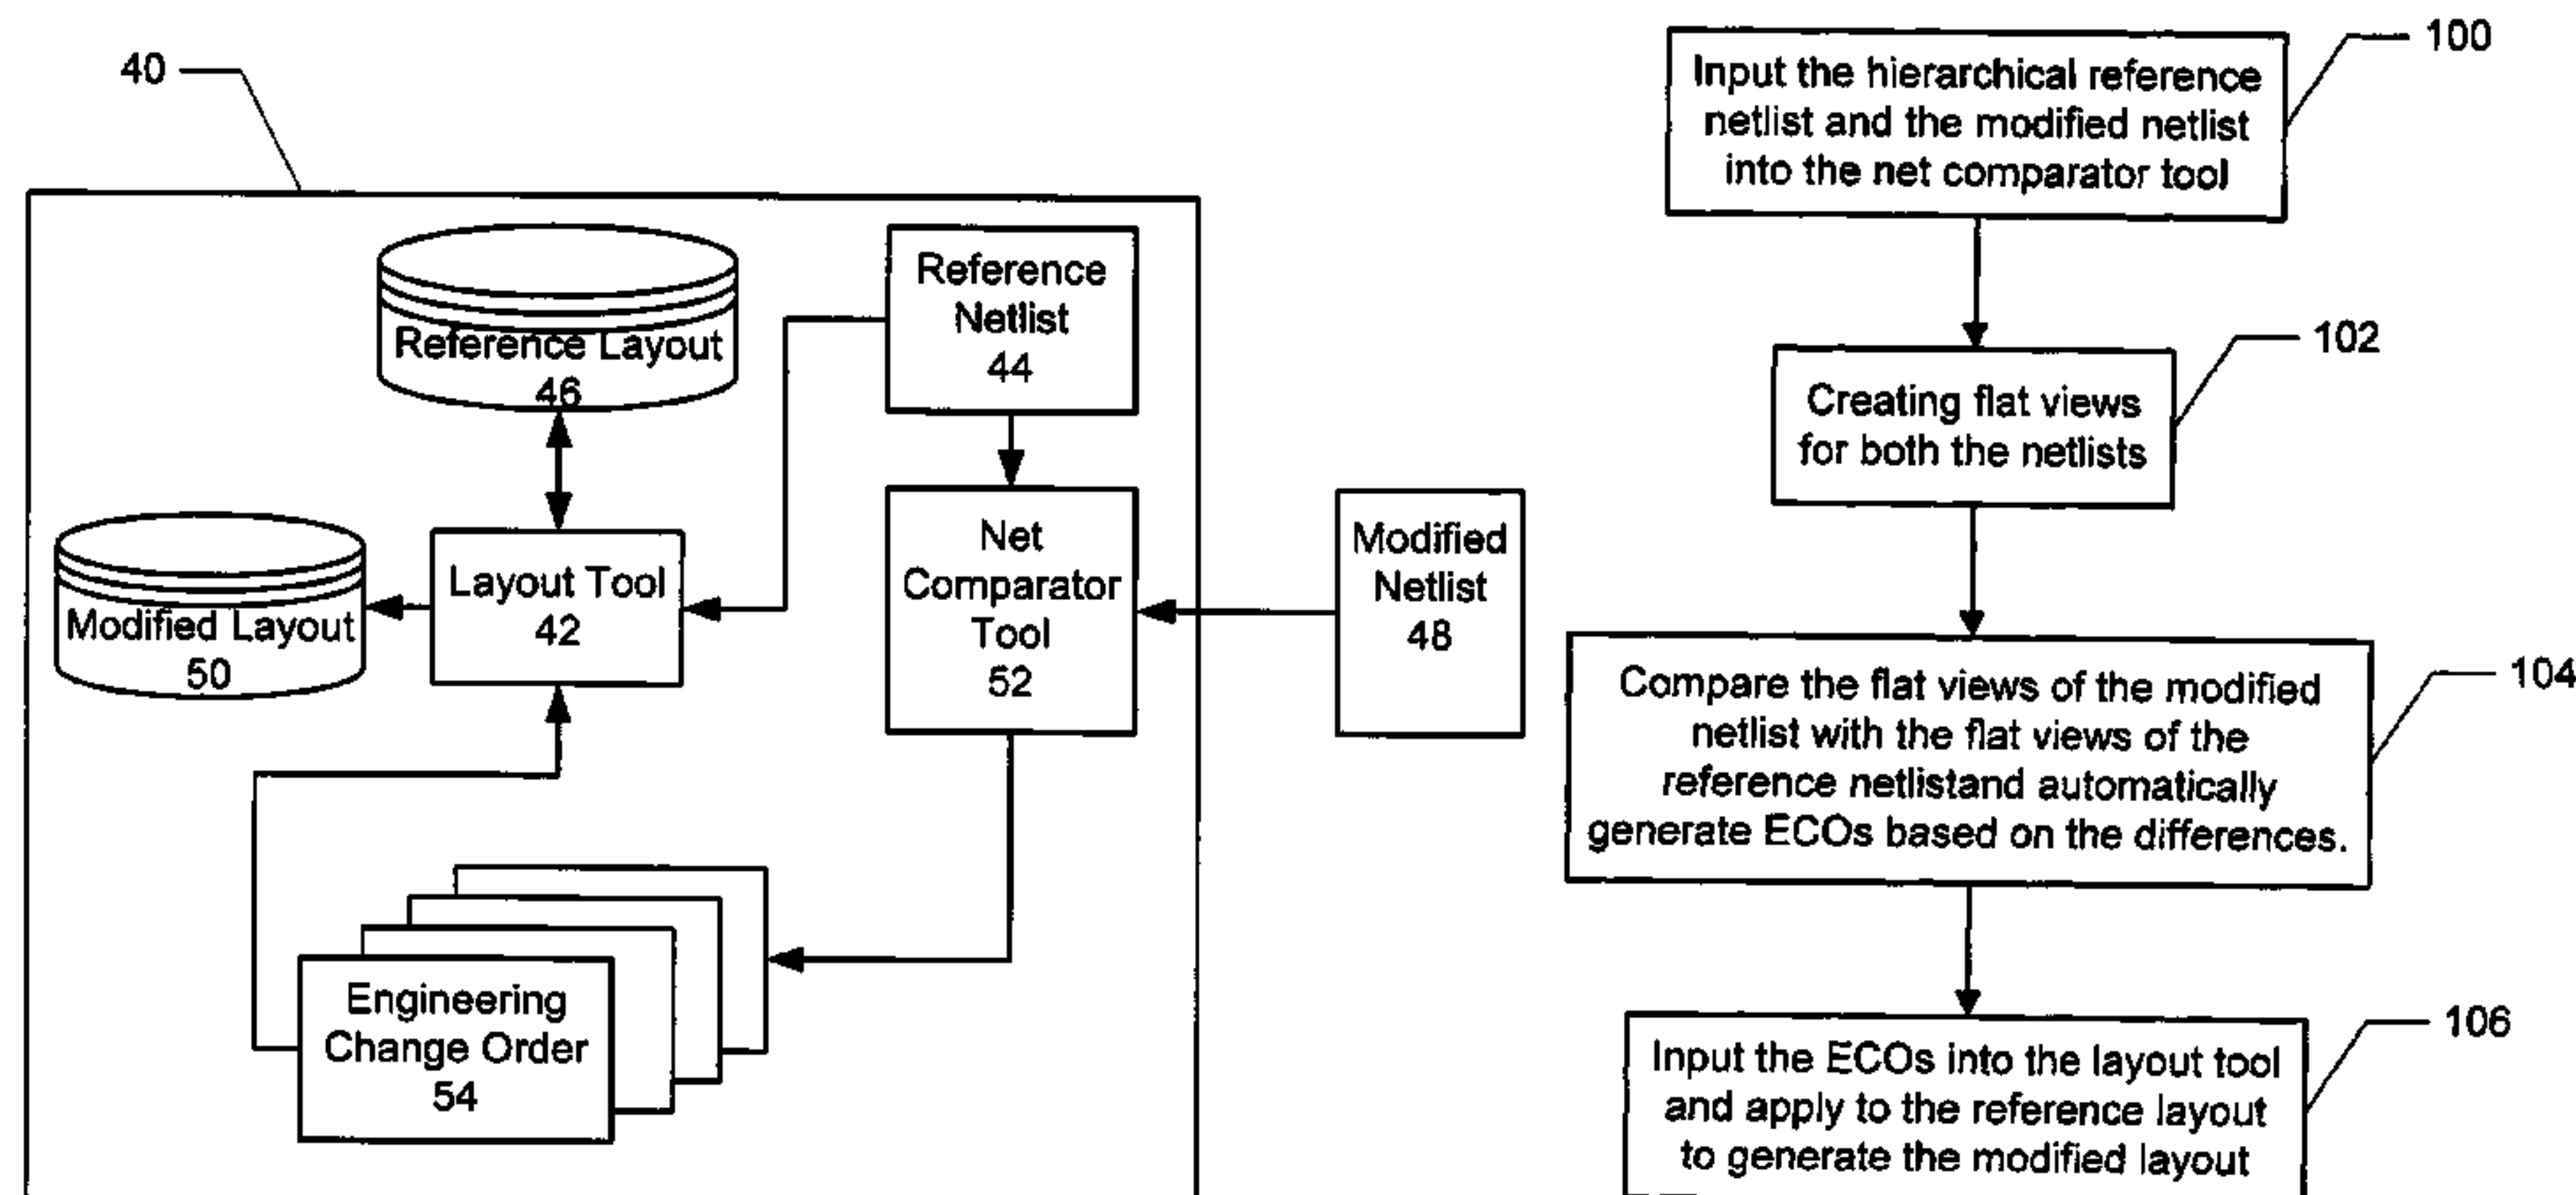 40
Reference Layout
46
Reference
Netlist
44
Modified Layout
50
Layout Tool
42
Net
Comparator
Tool
52
Modified
Netlist
48
Engineering
Change Order
54
100
Input the hierarchical reference
netlist and the modified netlist
into the net comparator tool
102
Creating flat views
for both the netlists
104
Compare the flat views of the modified
netlist with the flat views of the
reference netlistand automatically
generate ECOs based on the differences.
106
Input the ECOs into the layout tool
and apply to the reference layout
to generate the modified layout